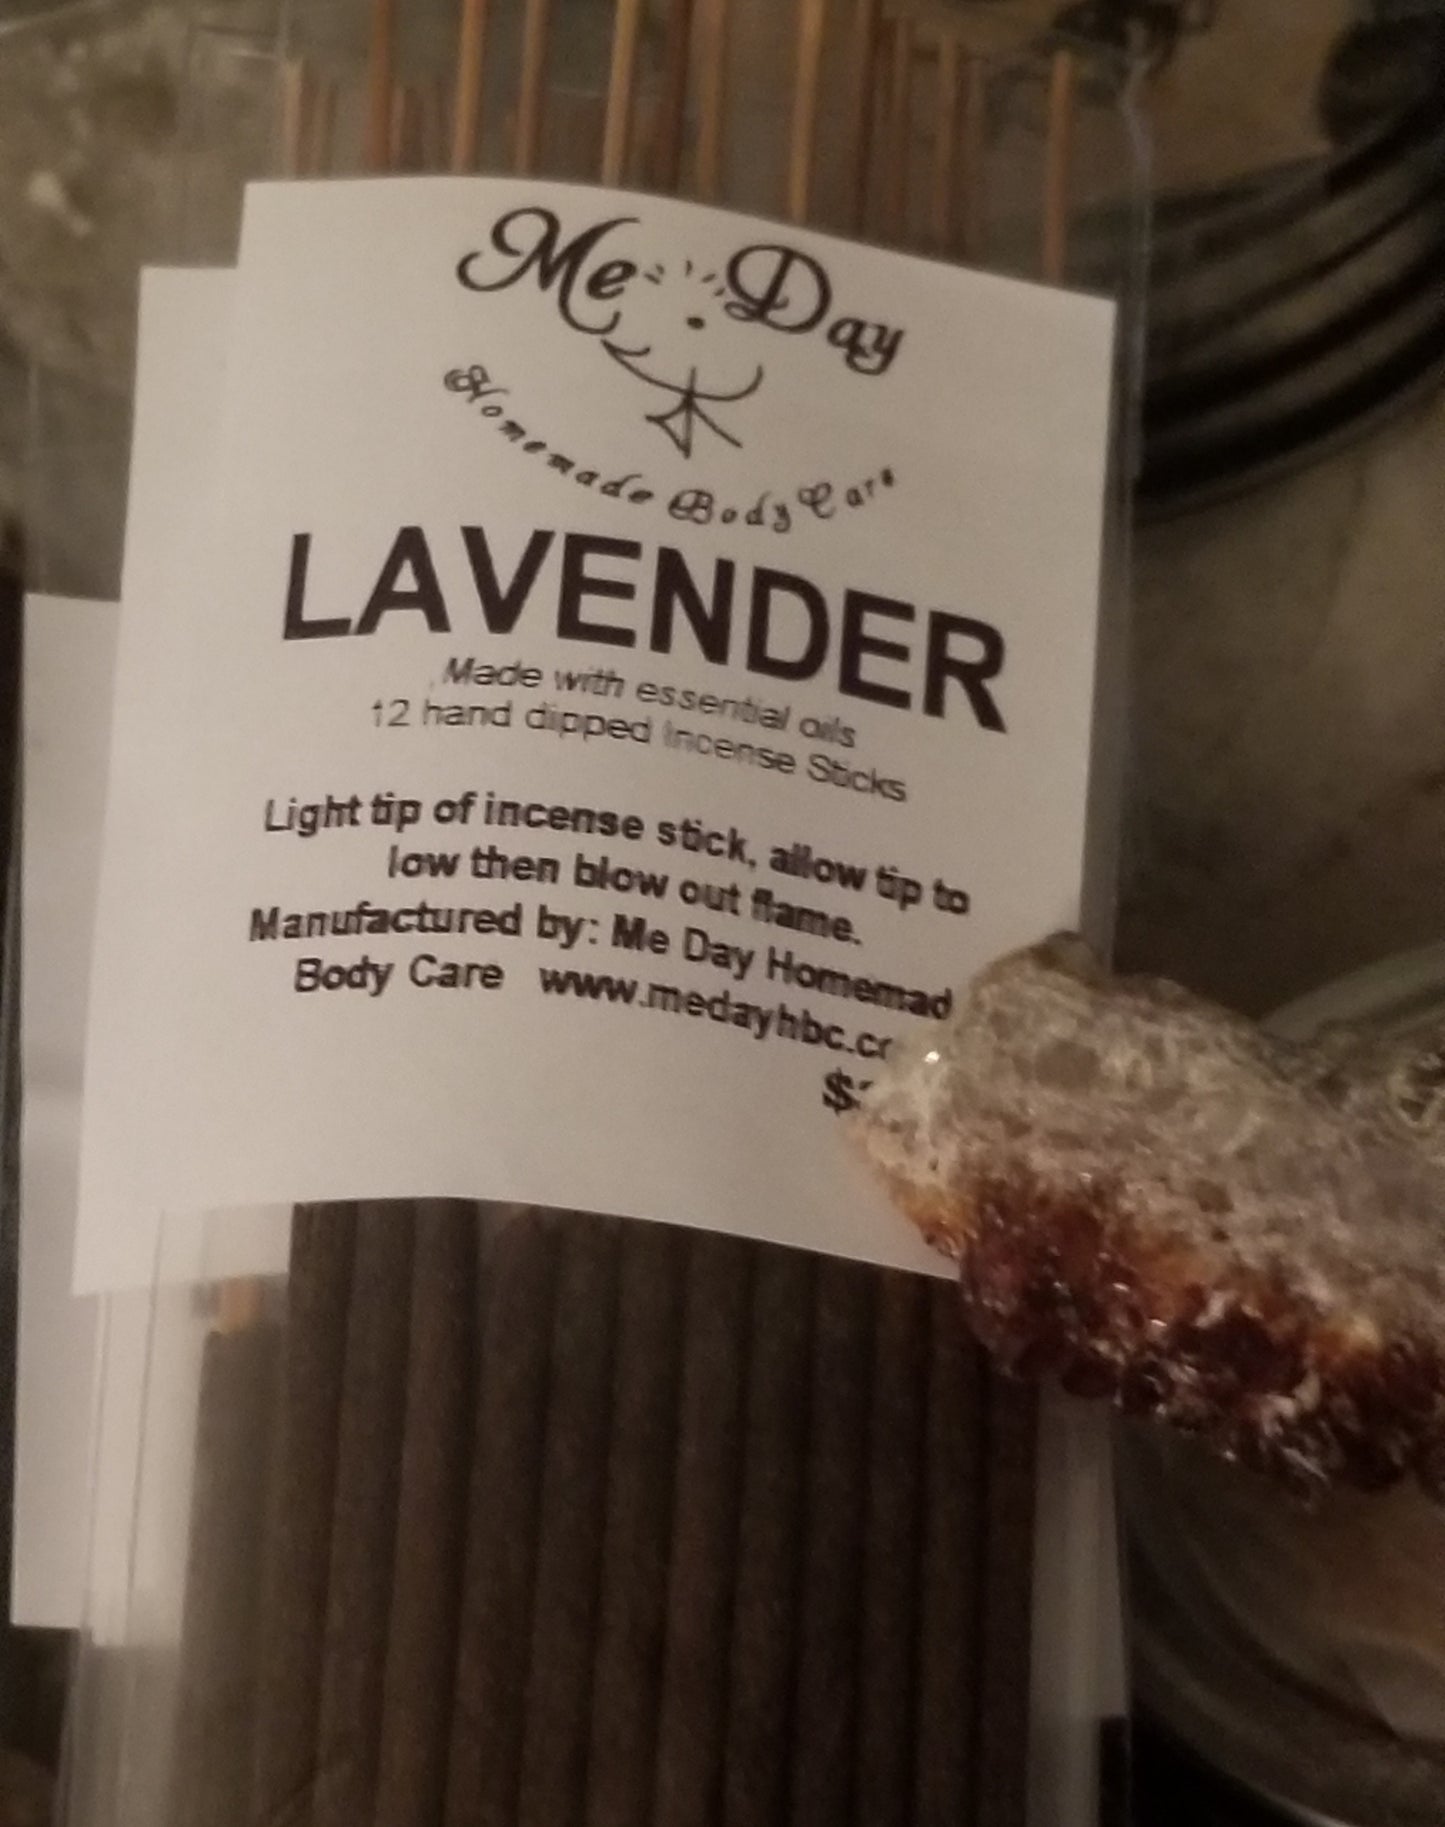 Me Day
Homemade Body Care
LAVENDER
Made with essential oils
12 hand dipped Incense Sticks
Light tip of incense stick, allow tip to
low then blow out flame.
Manufactured by: Me Day Homemad
Body Care www.medayhbc.co
$